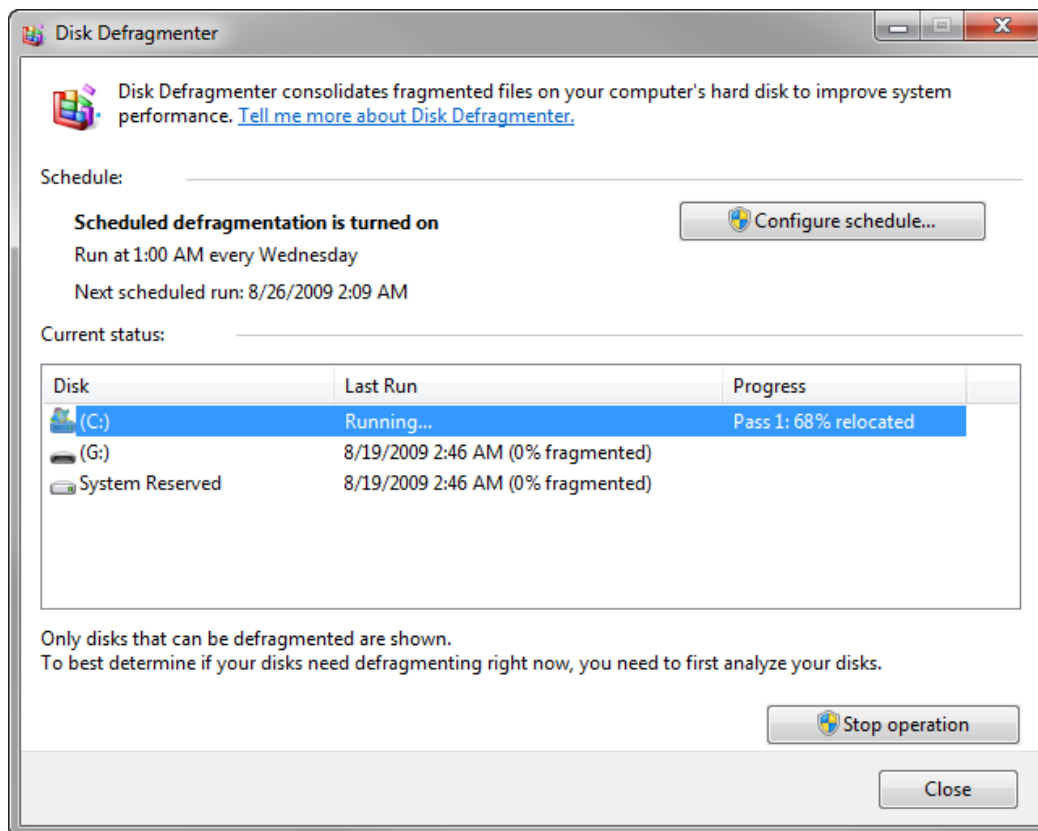 Disk Defragmenter
Disk Defragmenter consolidates fragmented files on your computer's hard disk to improve system
performance. Tell me more about Disk Defragmenter.
Schedule:
Scheduled defragmentation is turned on
Configure schedule...
Run at 1:00 AM every Wednesday
Next scheduled run: 8/26/2009 2:09 AM
Current status:
Disk Last Run Progress
(C:) Running... Pass 1: 68% relocated
(G:) 8/19/2009 2:46 AM (0% fragmented)
System Reserved 8/19/2009 2:46 AM (0% fragmented)
Only disks that can be defragmented are shown.
To best determine if your disks need defragmenting right now, you need to first analyze your disks.
Stop operation
Close